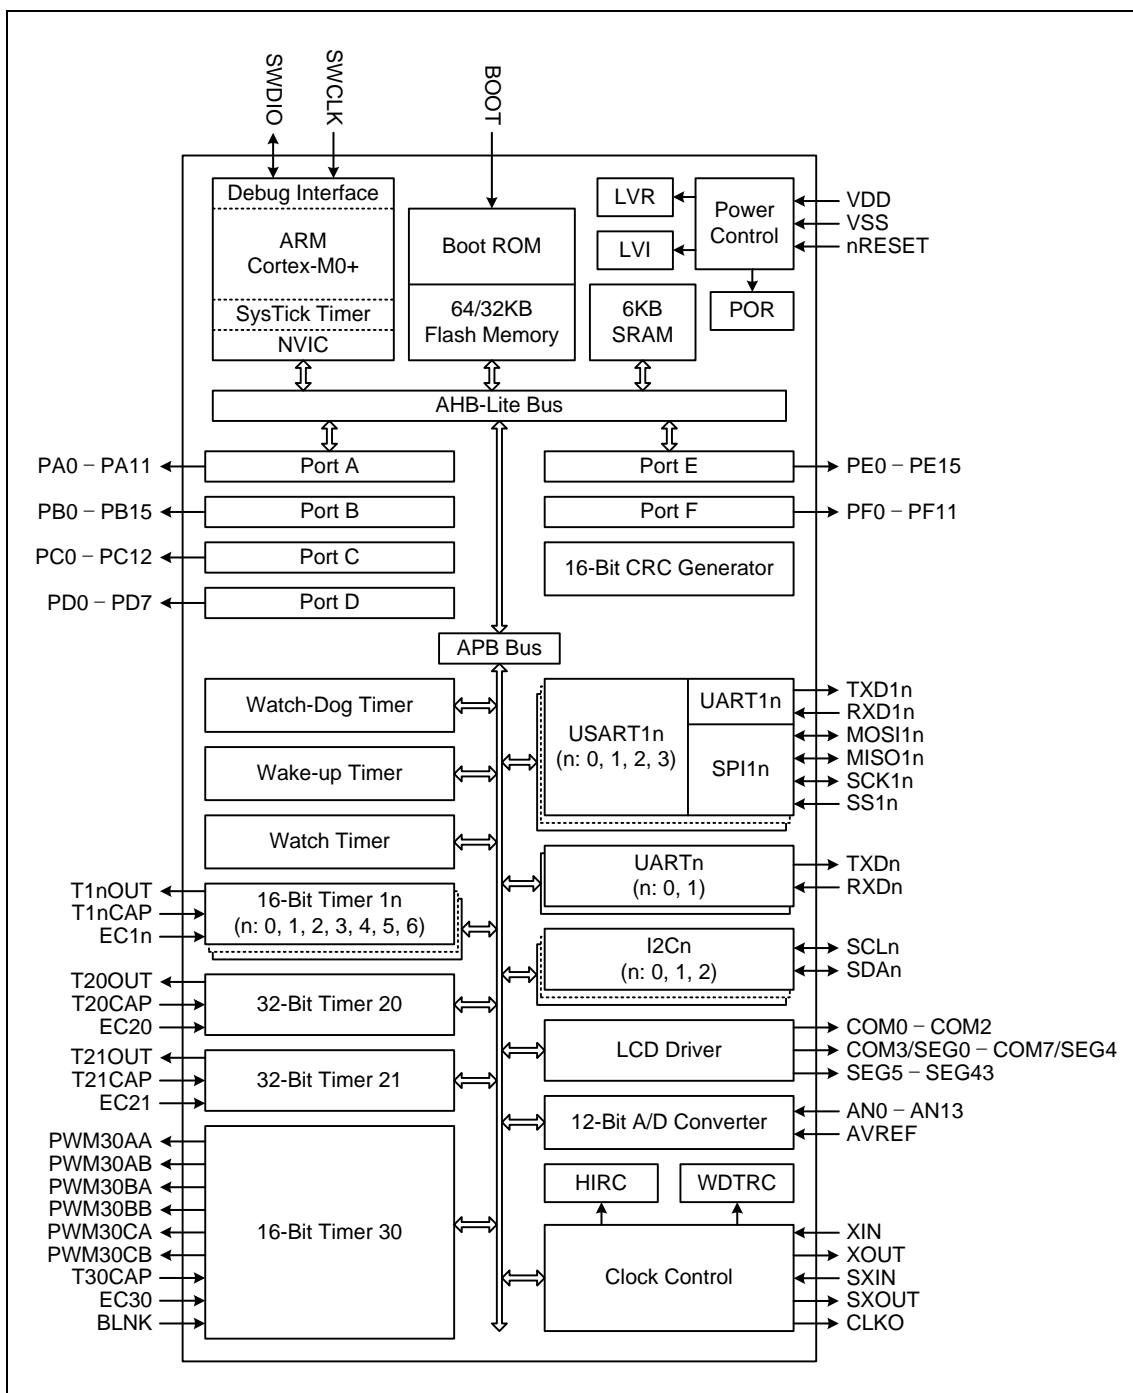 SWDIO
SWCLK
BOOT
Debug Interface
ARM
Cortex-M0+
SysTick Timer
NVIC
Boot ROM
64/32KB
Flash Memory
LVR
LVI
6KB
SRAM
Power
Control
POR
VDD
VSS
nRESET
AHB-Lite Bus
PA0 – PA11
Port A
PB0 – PB15
Port B
PC0 – PC12
Port C
PD0 – PD7
Port D
Port E
PE0 – PE15
Port F
PF0 – PF11
16-Bit CRC Generator
APB Bus
Watch-Dog Timer
Wake-up Timer
Watch Timer
T1nOUT
T1nCAP
EC1n
16-Bit Timer 1n
(n: 0, 1, 2, 3, 4, 5, 6)
T20OUT
T20CAP
EC20
32-Bit Timer 20
T21OUT
T21CAP
EC21
32-Bit Timer 21
PWM30AA
PWM30AB
PWM30BA
PWM30BB
PWM30CA
PWM30CB
T30CAP
EC30
BLNK
16-Bit Timer 30
USART1n
(n: 0, 1, 2, 3)
UART1n
SPI1n
TXD1n
RXD1n
MOSI1n
MISO1n
SCK1n
SS1n
UARTn
(n: 0, 1)
TXDn
RXDn
I2Cn
(n: 0, 1, 2)
SCLn
SDAn
LCD Driver
COM0 – COM2
COM3/SEG0 – COM7/SEG4
SEG5 – SEG43
12-Bit A/D Converter
AN0 – AN13
AVREF
HIRC
WDTRC
Clock Control
XIN
XOUT
SXIN
SXOUT
CLKO